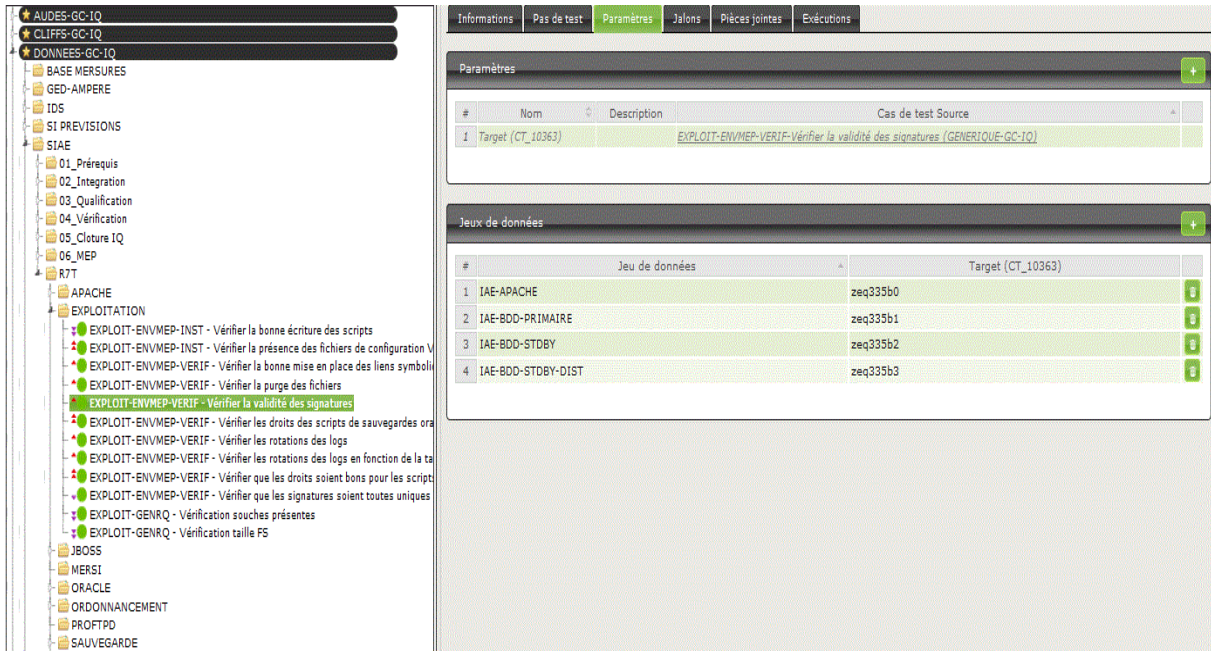 AUDES-GC-IQ
CLIFFS-GC-IQ
DONNEES-GC-IQ
BASE MERSURES
GED-AMPERE
IDS
SI PREVISIONS
SIAE
01_Prérequis
02_Integration
03_Qualification
04_Vérification
05_Cloture IQ
06_MEP
R7T
APACHE
EXPLOITATION
EXPLOIT-ENVMEP-INST - Vérifier la bonne écriture des scripts
EXPLOIT-ENVMEP-INST - Vérifier la présence des fichiers de configuration V
EXPLOIT-ENVMEP-VERIF - Vérifier la bonne mise en place des liens symboli
EXPLOIT-ENVMEP-VERIF - Vérifier la purge des fichiers
EXPLOIT-ENVMEP-VERIF - Vérifier la validité des signatures
EXPLOIT-ENVMEP-VERIF - Vérifier les droits des scripts de sauvegardes ora
EXPLOIT-ENVMEP-VERIF - Vérifier les rotations des logs
EXPLOIT-ENVMEP-VERIF - Vérifier les rotations des logs en fonction de la ta
EXPLOIT-ENVMEP-VERIF - Vérifier que les droits soient bons pour les script
EXPLOIT-ENVMEP-VERIF - Vérifier que les signatures soient toutes uniques
EXPLOIT-GENRQ - Vérification souches présentes
EXPLOIT-GENRQ - Vérification taille FS
JBOSS
MERSI
ORACLE
ORDONNANCEMENT
PROFTPD
SAUVEGARDE
Informations Pas de test Paramètres Jalons Pièces jointes Exécutions
Paramètres +
# Nom Description Cas de test Source
1 Target (CT_10363) EXPLOIT-ENVMEP-VERIF-Vérifier la validité des signatures (GENERIQUE-GC-IQ)
Jeux de données +
# Jeu de données Target (CT_10363)
1 IAE-APACHE zeq335b0
2 IAE-BDD-PRIMAIRE zeq335b1
3 IAE-BDD-STDBY zeq335b2
4 IAE-BDD-STDBY-DIST zeq335b3